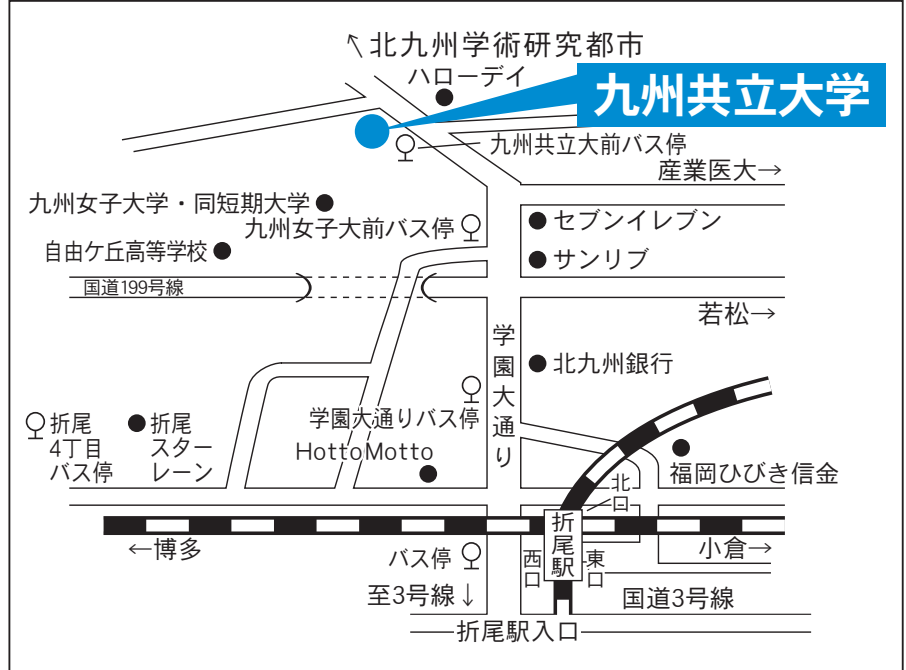 ↖北九州学術研究都市
ハローデイ
九州共立大学
九州共立大前バス停
産業医大→
九州女子大学・同短期大学
九州女子大前バス停
セブンイレブン
自由ケ丘高等学校
サンリブ
国道199号線
若松→
学園大通り
北九州銀行
学園大通りバス停
折尾
4丁目
バス停
折尾
スター
レーン
HottoMotto
福岡ひびき信金
北口
折尾駅
西口
東口
←博多
バス停
小倉→
至3号線↓
国道3号線
折尾駅入口